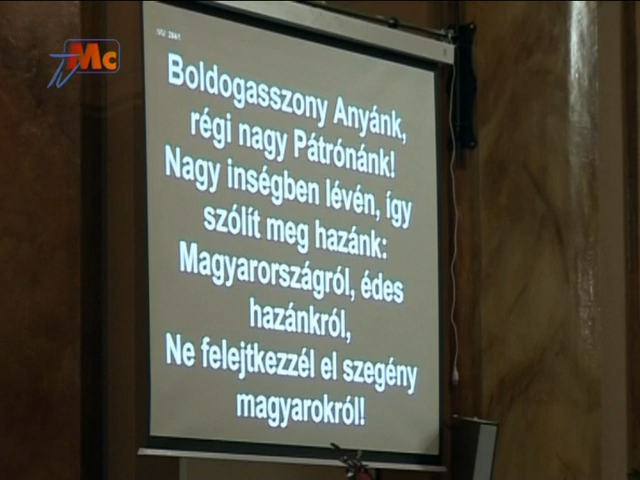 TV Mc
Boldogasszony Anyánk,
régi nagy Pátrónánk!
Nagy inségben lévén, így
szólít meg hazánk:
Magyarországról, édes
hazánkról,
Ne felejtkezzél el szegény
magyarokról!